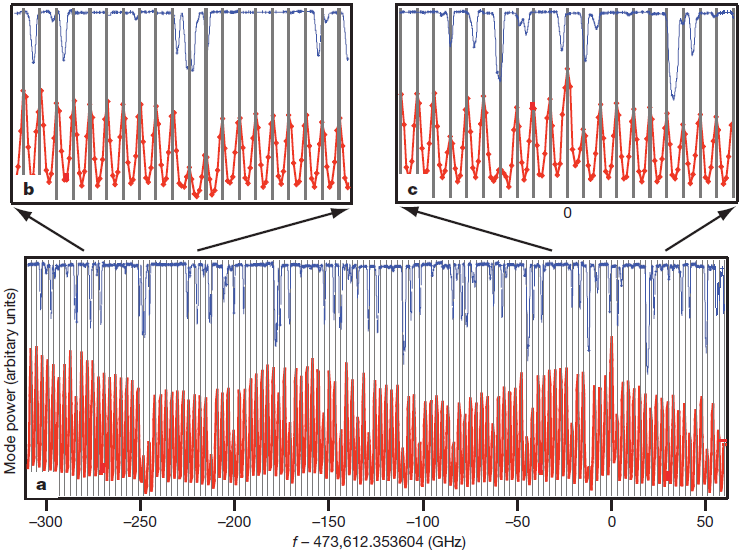 b
c
0
Mode power (arbitary units)
a
–300
–250
–200
–150
–100
–50
0
50
f – 473,612.353604 (GHz)